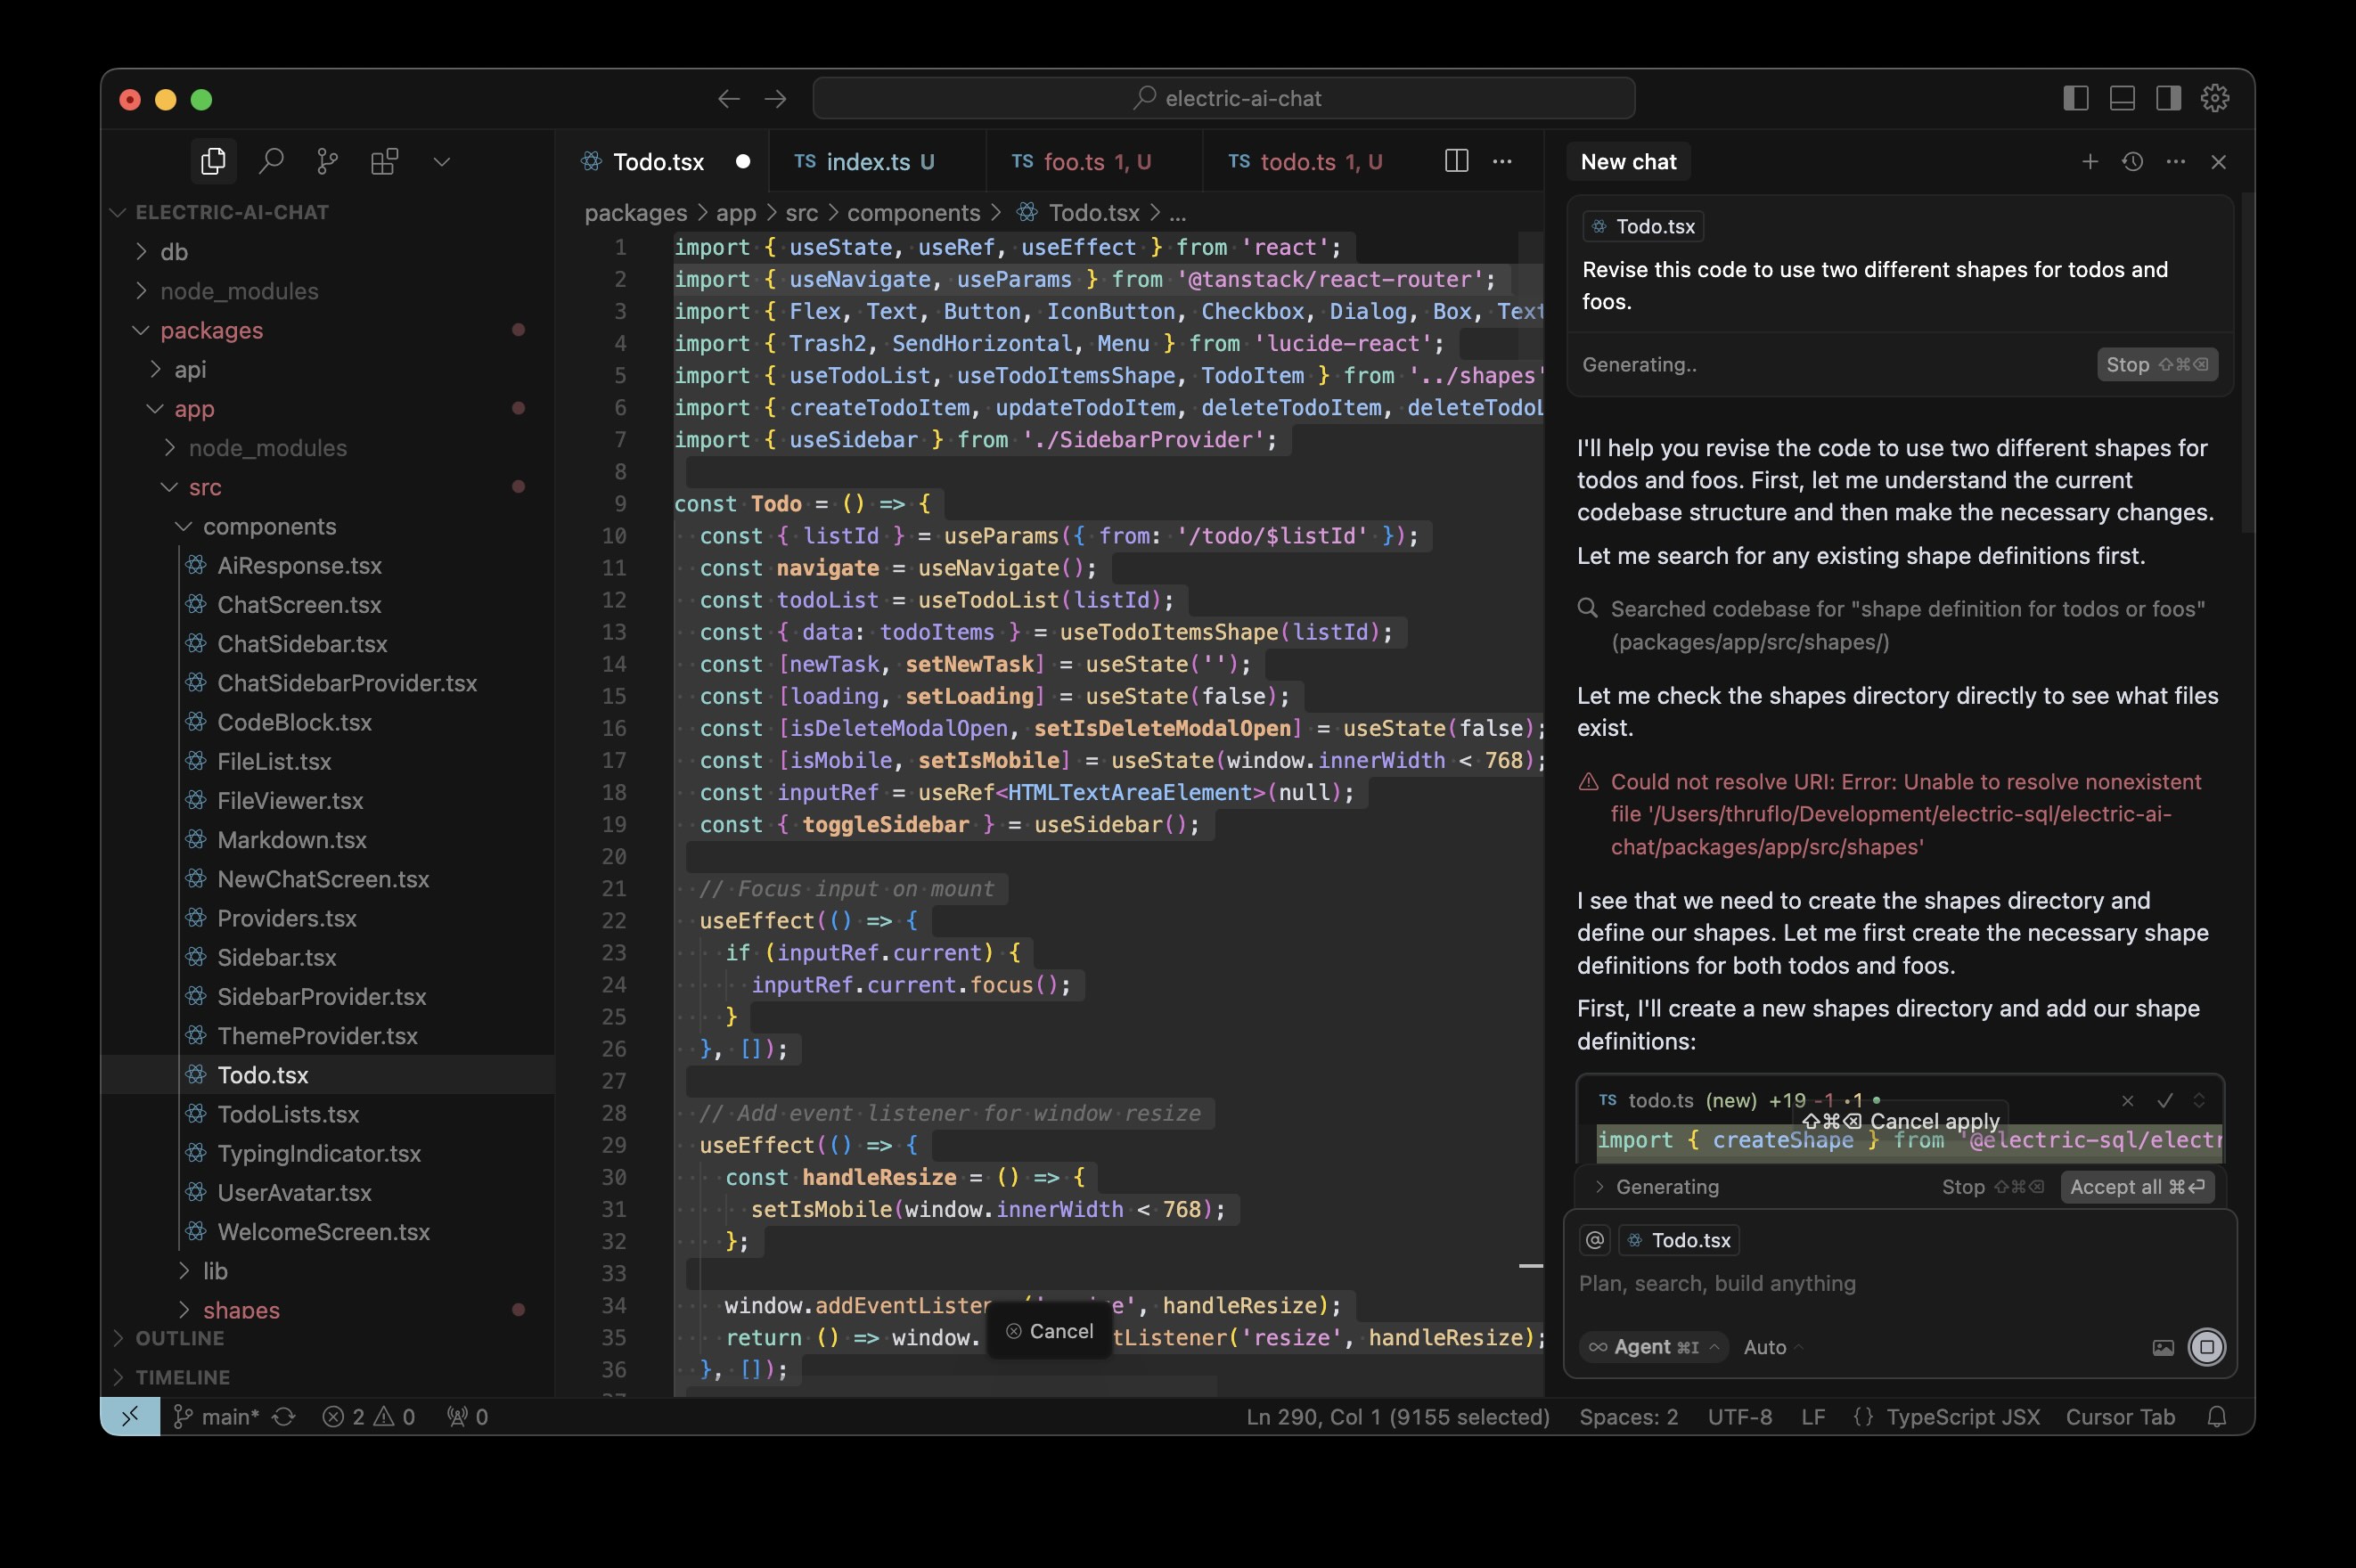 electric-ai-chat
ELECTRIC-AI-CHAT
db
node_modules
packages
api
app
node_modules
src
components
AiResponse.tsx
ChatScreen.tsx
ChatSidebar.tsx
ChatSidebarProvider.tsx
CodeBlock.tsx
FileList.tsx
FileViewer.tsx
Markdown.tsx
NewChatScreen.tsx
Providers.tsx
Sidebar.tsx
SidebarProvider.tsx
ThemeProvider.tsx
Todo.tsx
TodoLists.tsx
TypingIndicator.tsx
UserAvatar.tsx
WelcomeScreen.tsx
lib
shapes
OUTLINE
TIMELINE
Todo.tsx
TS index.ts U
TS foo.ts 1, U
TS todo.ts 1, U
packages > app > src > components > Todo.tsx > ...
1 import { useState, useRef, useEffect } from 'react';
2 import { useNavigate, useParams } from '@tanstack/react-router';
3 import { Flex, Text, Button, IconButton, Checkbox, Dialog, Box, Text
4 import { Trash2, SendHorizontal, Menu } from 'lucide-react';
5 import { useTodoList, useTodoItemsShape, TodoItem } from '../shapes'
6 import { createTodoItem, updateTodoItem, deleteTodoItem, deleteTodoL
7 import { useSidebar } from './SidebarProvider';
8
9 const Todo = () => {
10 const { listId } = useParams({ from: '/todo/$listId' });
11 const navigate = useNavigate();
12 const todoList = useTodoList(listId);
13 const { data: todoItems } = useTodoItemsShape(listId);
14 const [newTask, setNewTask] = useState('');
15 const [loading, setLoading] = useState(false);
16 const [isDeleteModalOpen, setIsDeleteModalOpen] = useState(false);
17 const [isMobile, setIsMobile] = useState(window.innerWidth < 768);
18 const inputRef = useRef<HTMLTextAreaElement>(null);
19 const { toggleSidebar } = useSidebar();
20
21 // Focus input on mount
22 useEffect(() => {
23 if (inputRef.current) {
24 inputRef.current.focus();
25 }
26 }, []);
27
28 // Add event listener for window resize
29 useEffect(() => {
30 const handleResize = () => {
31 setIsMobile(window.innerWidth < 768);
32 };
33
34 window.addEventListener e', handleResize);
35 return () => window. tListener('resize', handleResize);
36 }, []);
Cancel
New chat
Todo.tsx
Revise this code to use two different shapes for todos and
foos.
Generating..
Stop ⇧⌘⌫
I'll help you revise the code to use two different shapes for
todos and foos. First, let me understand the current
codebase structure and then make the necessary changes.
Let me search for any existing shape definitions first.
Searched codebase for "shape definition for todos or foos"
(packages/app/src/shapes/)
Let me check the shapes directory directly to see what files
exist.
Could not resolve URI: Error: Unable to resolve nonexistent
file '/Users/thruflo/Development/electric-sql/electric-ai-
chat/packages/app/src/shapes'
I see that we need to create the shapes directory and
define our shapes. Let me first create the necessary shape
definitions for both todos and foos.
First, I'll create a new shapes directory and add our shape
definitions:
TS todo.ts (new) +19 -1 •1
⇧⌘⌫ Cancel apply
import { createShape } from '@electric-sql/electr
Generating
Stop ⇧⌘⌫
Accept all ⌘↵
@ Todo.tsx
Plan, search, build anything
∞ Agent ⌘I
Auto
main*
2 0
0
Ln 290, Col 1 (9155 selected)
Spaces: 2
UTF-8
LF
{} TypeScript JSX
Cursor Tab